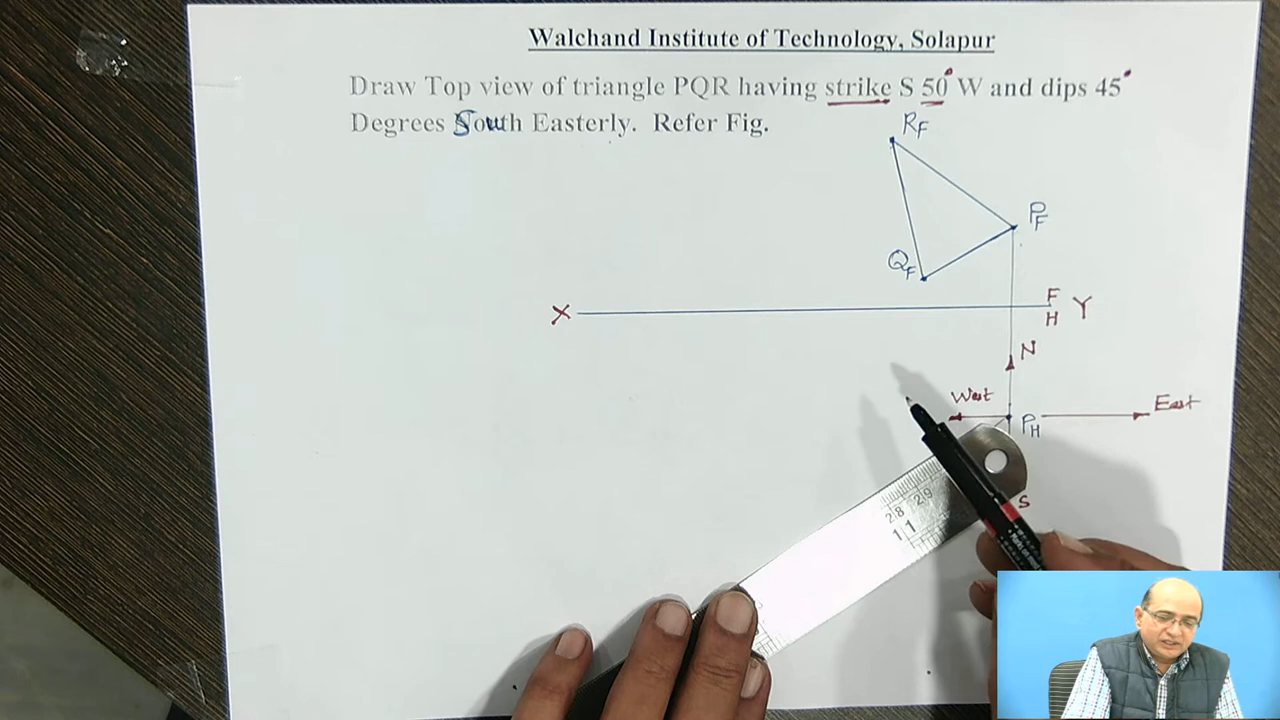 Walchand Institute of Technology, Solapur
Draw Top view of triangle PQR having strike S 50° W and dips 45°
Degrees South Easterly. Refer Fig.
RF
PF
QF
X
F
H
Y
N
West
East
PH
S
28 29
11